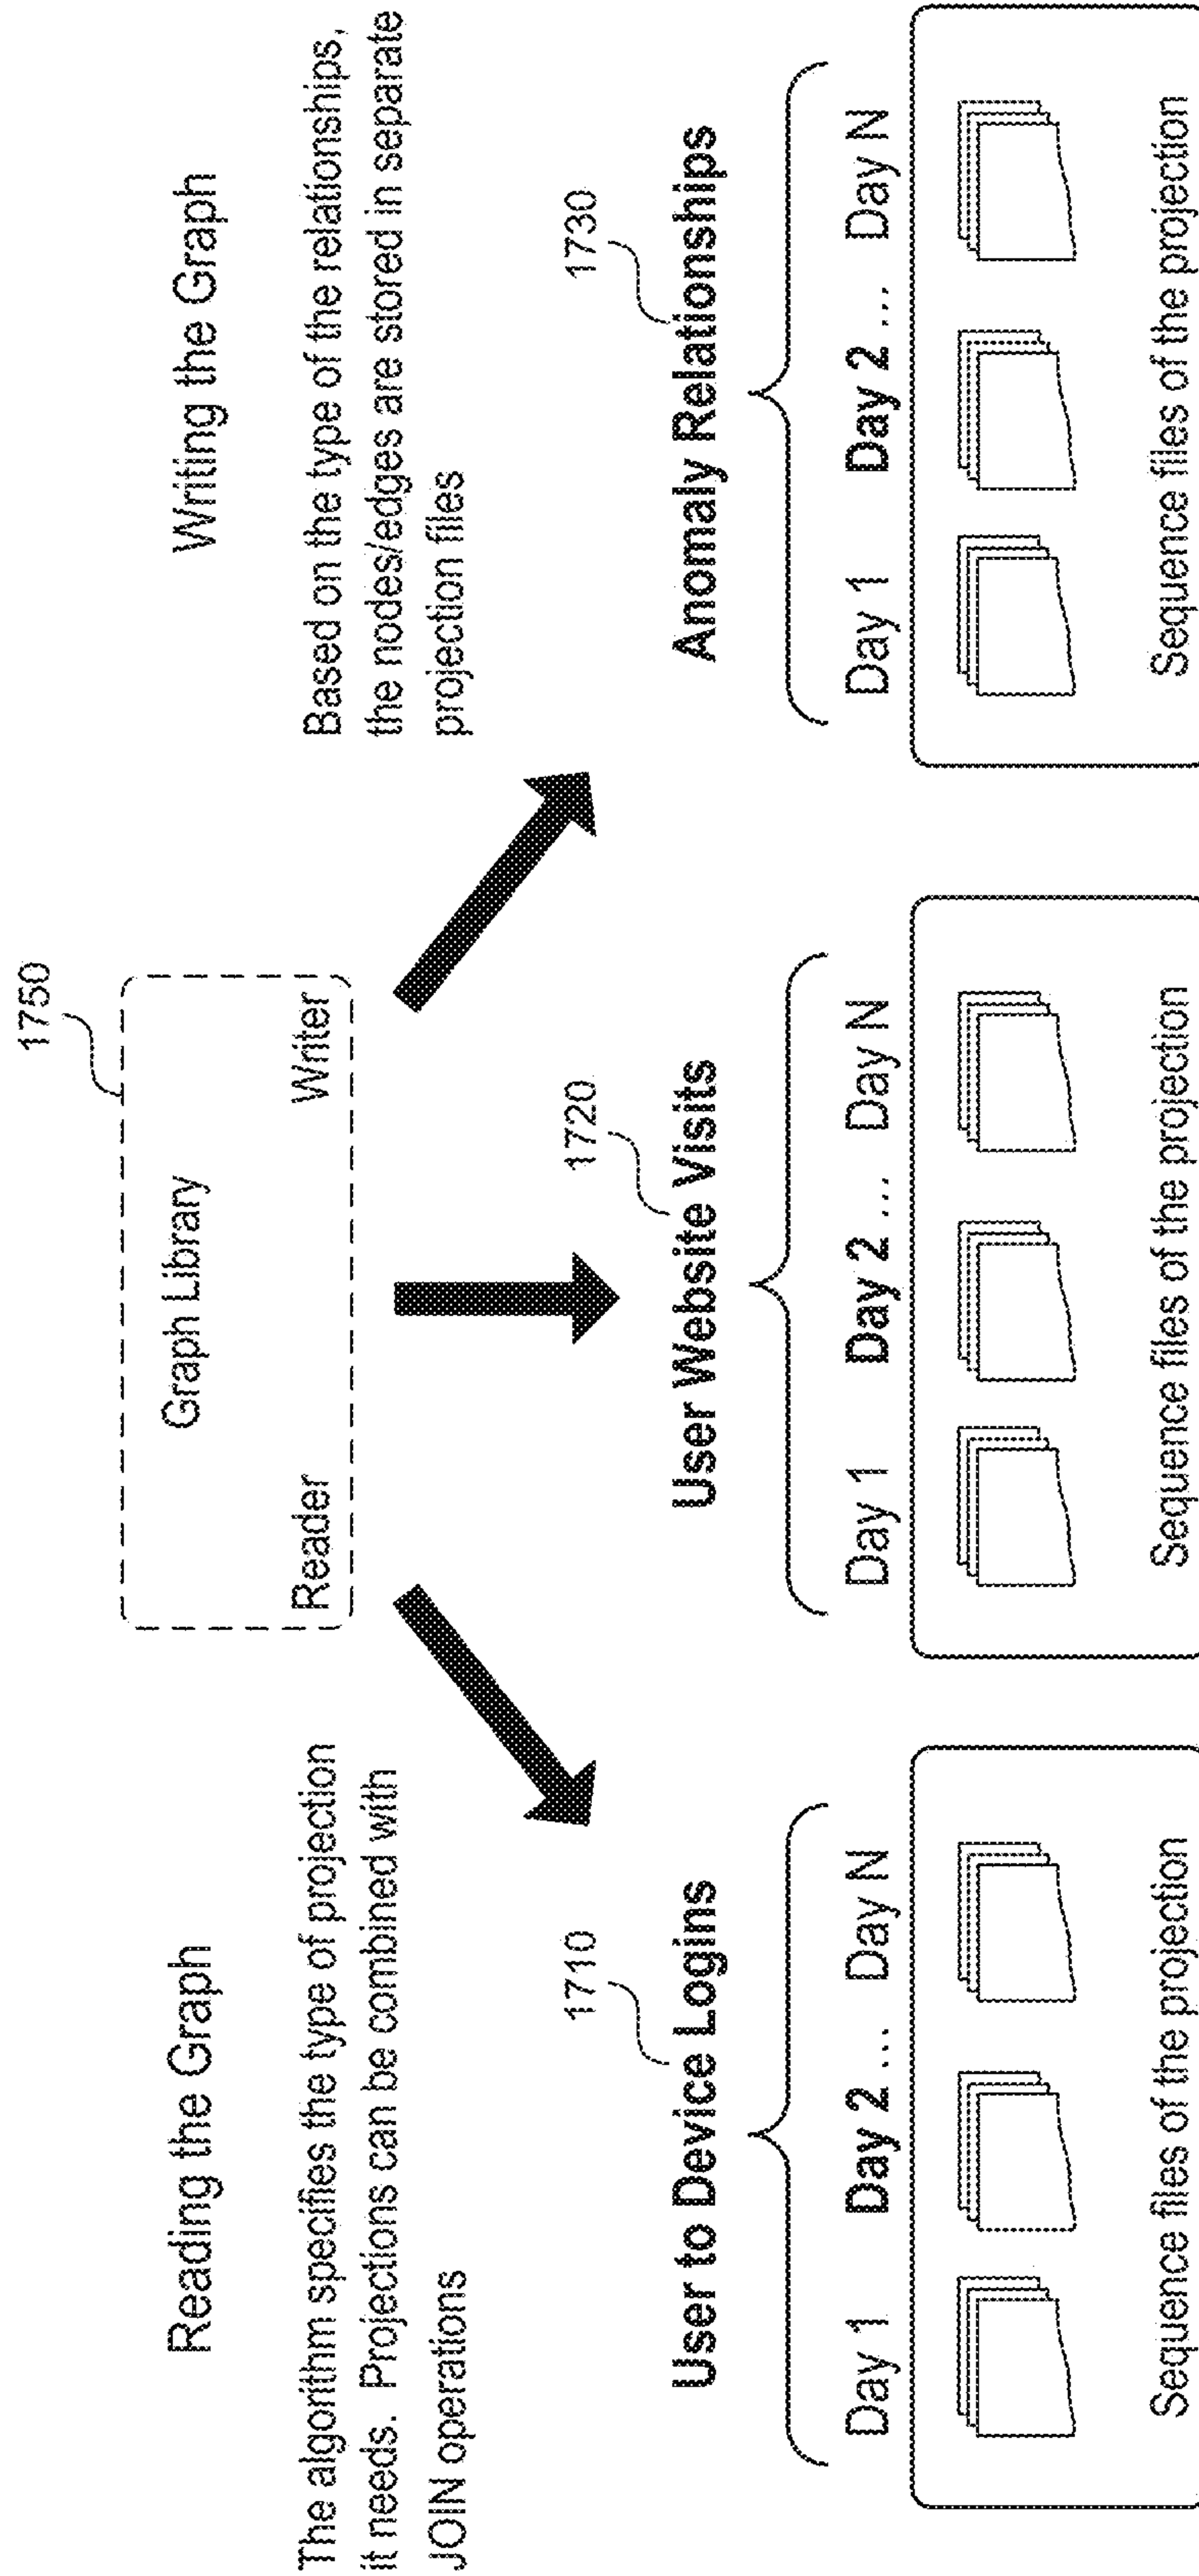 1750
Reading the Graph
Graph Library
Writing the Graph
Reader
Writer
The algorithm specifies the type of projection
it needs. Projections can be combined with
JOIN operations
Based on the type of the relationships,
the nodes/edges are stored in separate
projection files
1710
1720
1730
User to Device Logins
User Website Visits
Anomaly Relationships
Day 1 Day 2 ... Day N
Day 1 Day 2 ... Day N
Day 1 Day 2 ... Day N
Sequence files of the projection
Sequence files of the projection
Sequence files of the projection